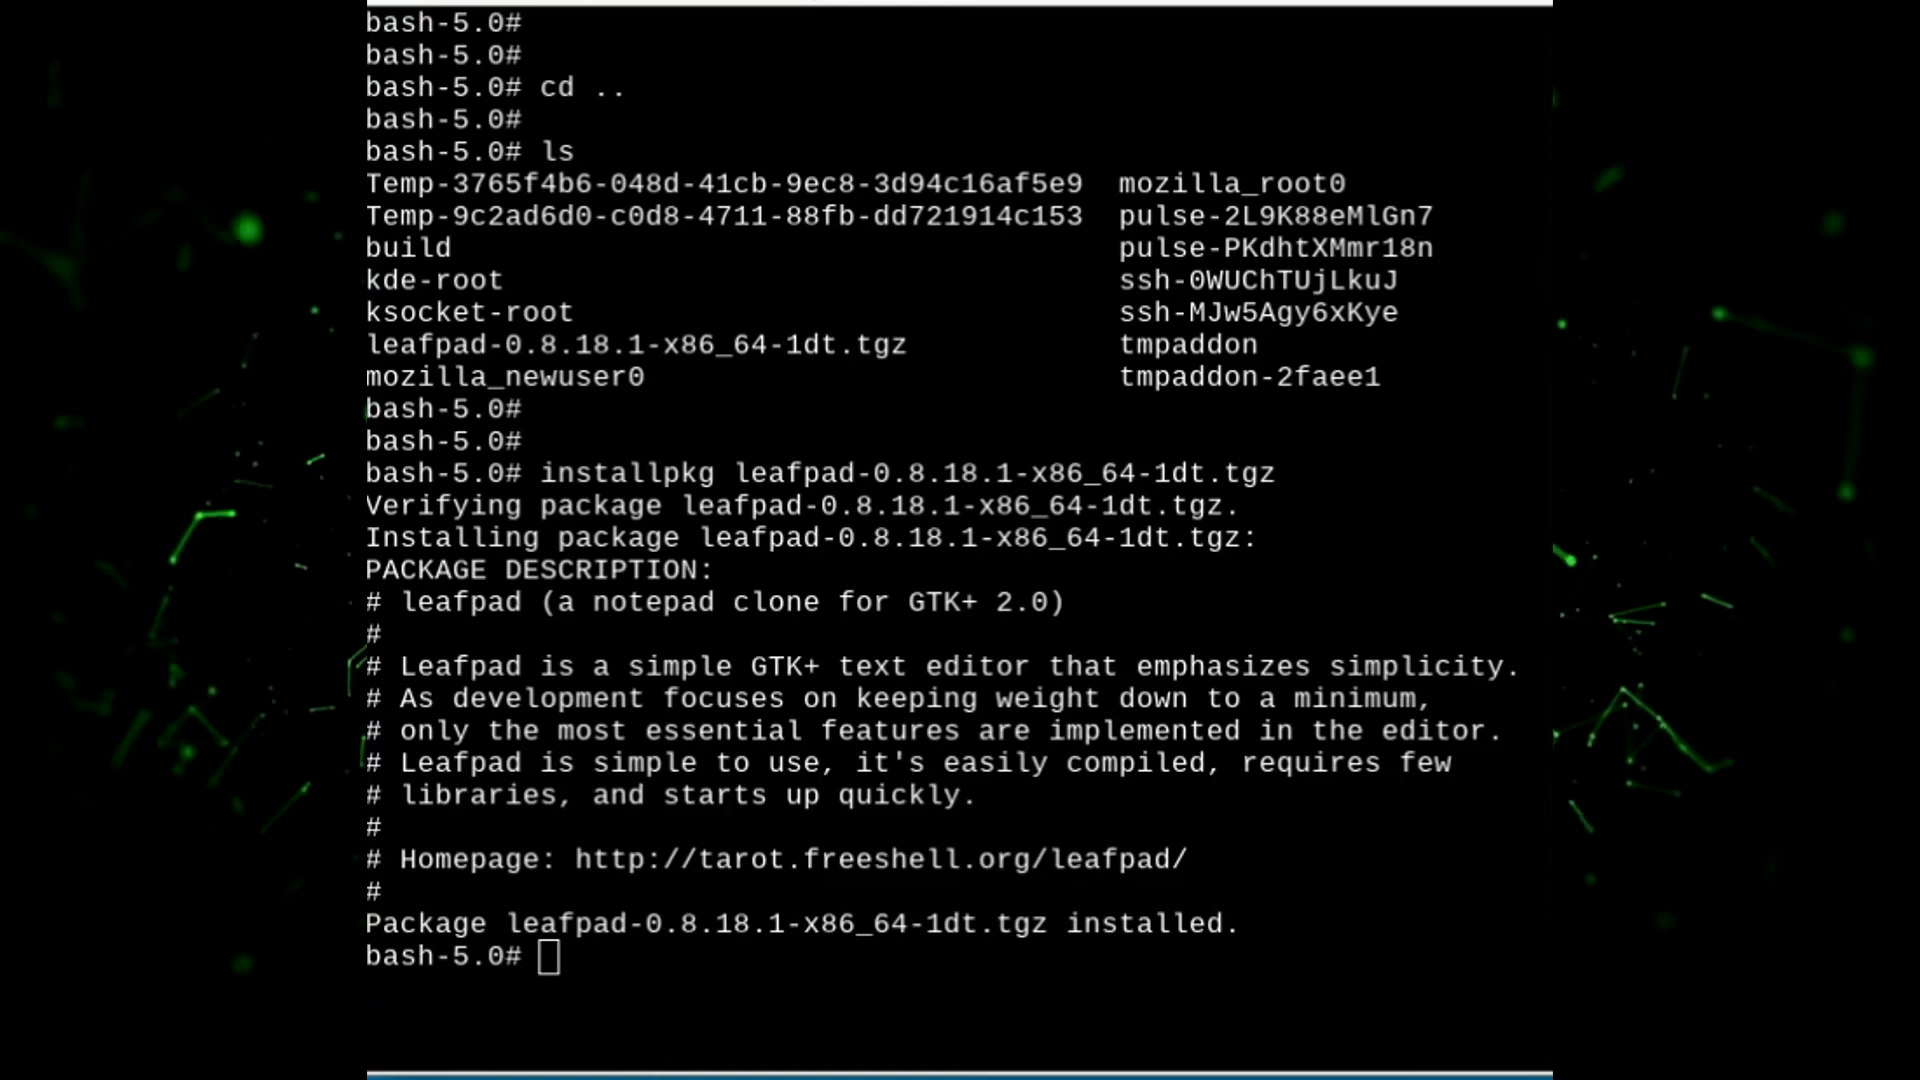 bash-5.0#
bash-5.0#
bash-5.0# cd ..
bash-5.0#
bash-5.0# ls
Temp-3765f4b6-048d-41cb-9ec8-3d94c16af5e9  mozilla_root0
Temp-9c2ad6d0-c0d8-4711-88fb-dd721914c153  pulse-2L9K88eMlGn7
build  pulse-PKdhtXMmr18n
kde-root  ssh-0WUChTUjLkuJ
ksocket-root  ssh-MJw5Agy6xKye
leafpad-0.8.18.1-x86_64-1dt.tgz  tmpaddon
mozilla_newuser0  tmpaddon-2faee1
bash-5.0#
bash-5.0#
bash-5.0# installpkg leafpad-0.8.18.1-x86_64-1dt.tgz
Verifying package leafpad-0.8.18.1-x86_64-1dt.tgz.
Installing package leafpad-0.8.18.1-x86_64-1dt.tgz:
PACKAGE DESCRIPTION:
# leafpad (a notepad clone for GTK+ 2.0)
#
# Leafpad is a simple GTK+ text editor that emphasizes simplicity.
# As development focuses on keeping weight down to a minimum,
# only the most essential features are implemented in the editor.
# Leafpad is simple to use, it's easily compiled, requires few
# libraries, and starts up quickly.
#
# Homepage: http://tarot.freeshell.org/leafpad/
#
Package leafpad-0.8.18.1-x86_64-1dt.tgz installed.
bash-5.0#